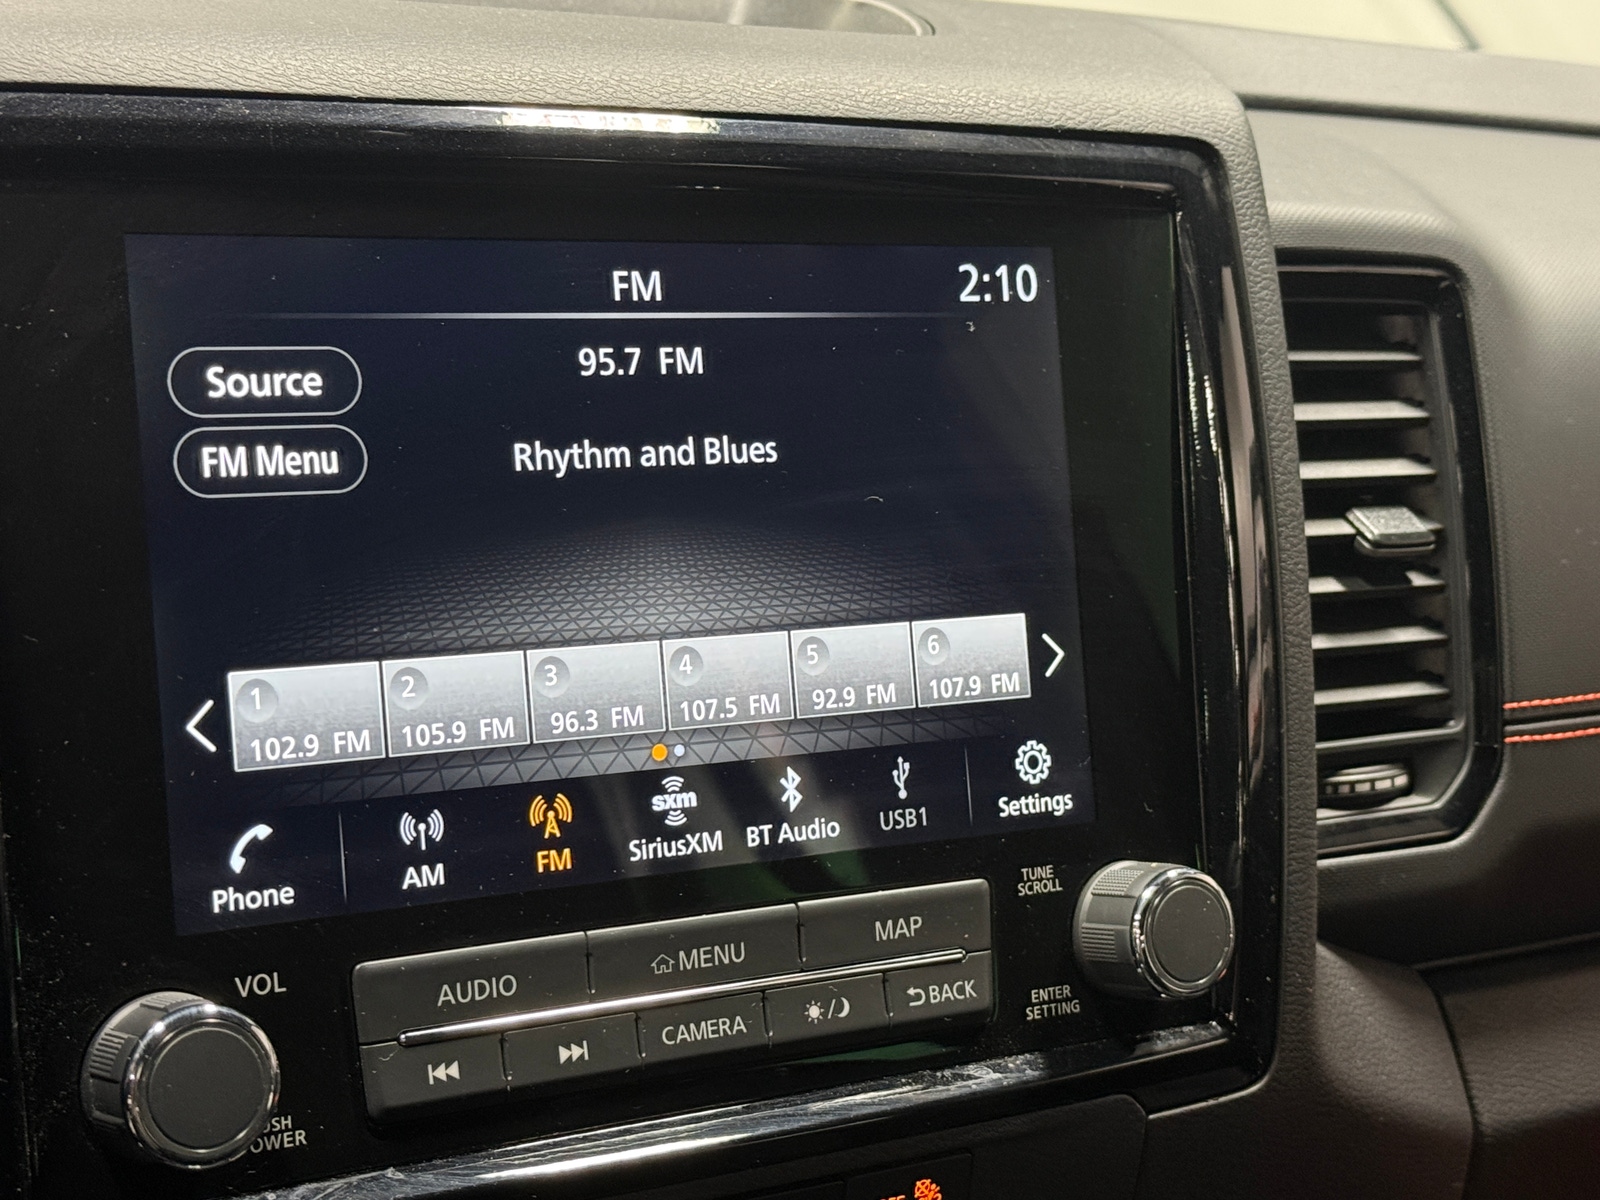 FM
2:10
Source
95.7 FM
FM Menu
Rhythm and Blues
1
102.9 FM
2
105.9 FM
3
96.3 FM
4
107.5 FM
5
92.9 FM
6
107.9 FM
Phone
AM
FM
sxm
SiriusXM
BT Audio
USB1
Settings
VOL
AUDIO
MENU
MAP
TUNE
SCROLL
CAMERA
BACK
ENTER
SETTING